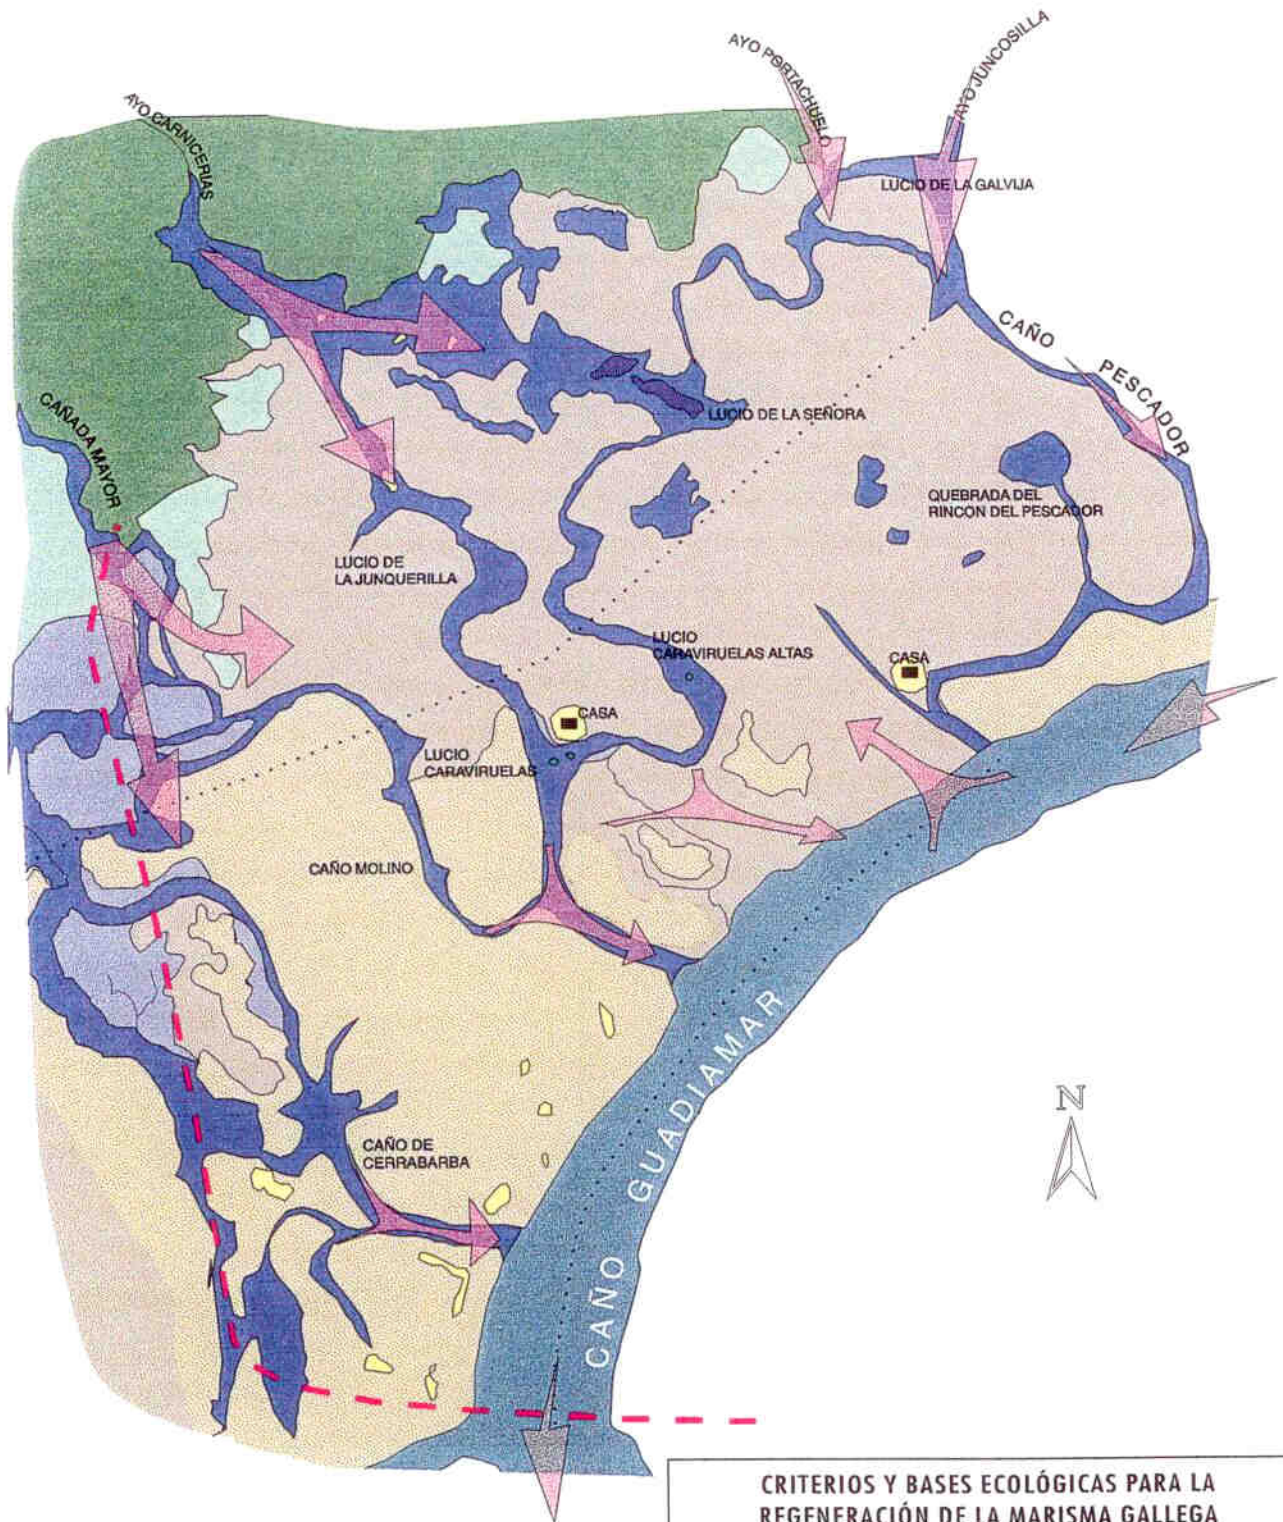 AYO PORTACHUELO
AYO JUNCOSILLA
AYO CARNICERIAS
LUCIO DE LA GALVIJA
CAÑO PESCADOR
CAÑADA MAYOR
LUCIO DE LA SEÑORA
QUEBRADA DEL
RINCON DEL PESCADOR
LUCIO DE
LA JUNQUERILLA
LUCIO
CARAVIRUELAS ALTAS
CASA
CASA
LUCIO
CARAVIRUELAS
CAÑO MOLINO
CAÑO GUADIAMAR
N
CAÑO DE
CERRABARBA
CRITERIOS Y BASES ECOLÓGICAS PARA LA
REGENERACIÓN DE LA MARISMA GALLEGA